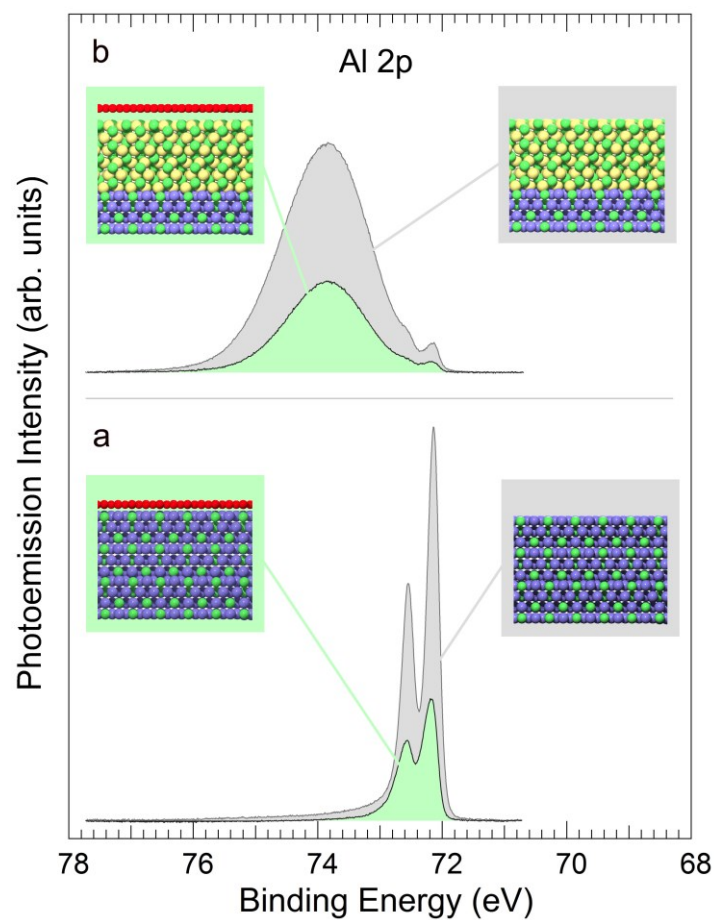 b
Al 2p
a
Photoemission Intensity (arb. units)
78 76 74 72 70 68
Binding Energy (eV)